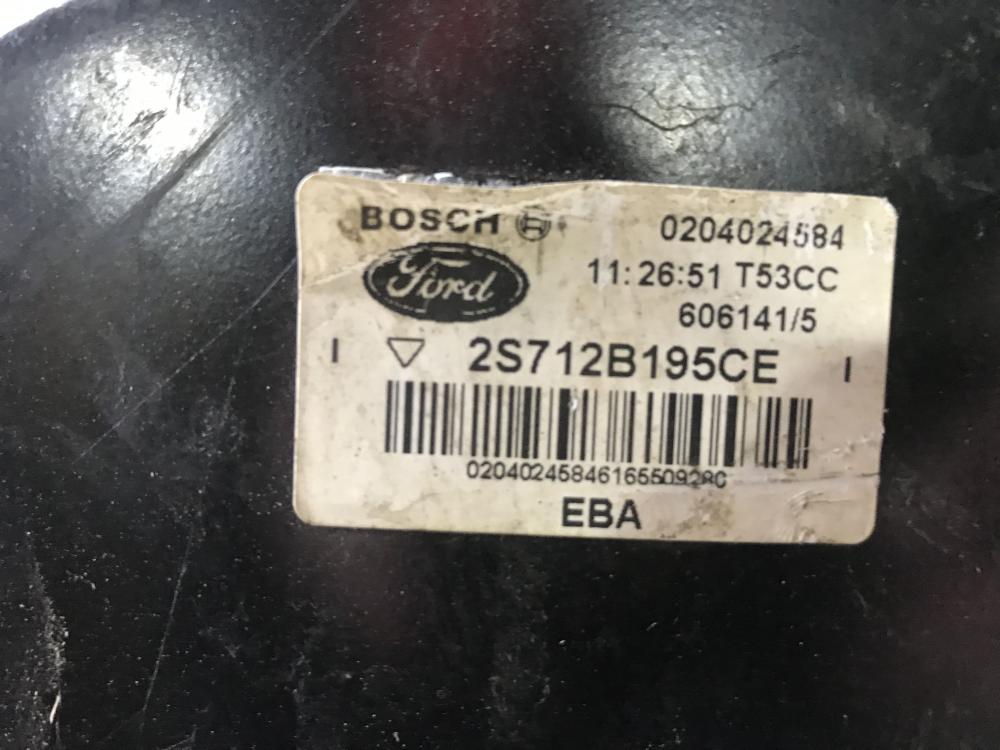 BOSCH
0204024584
Ford
11:26:51 T53CC
606141/5
I 2S712B195CE I
EBA